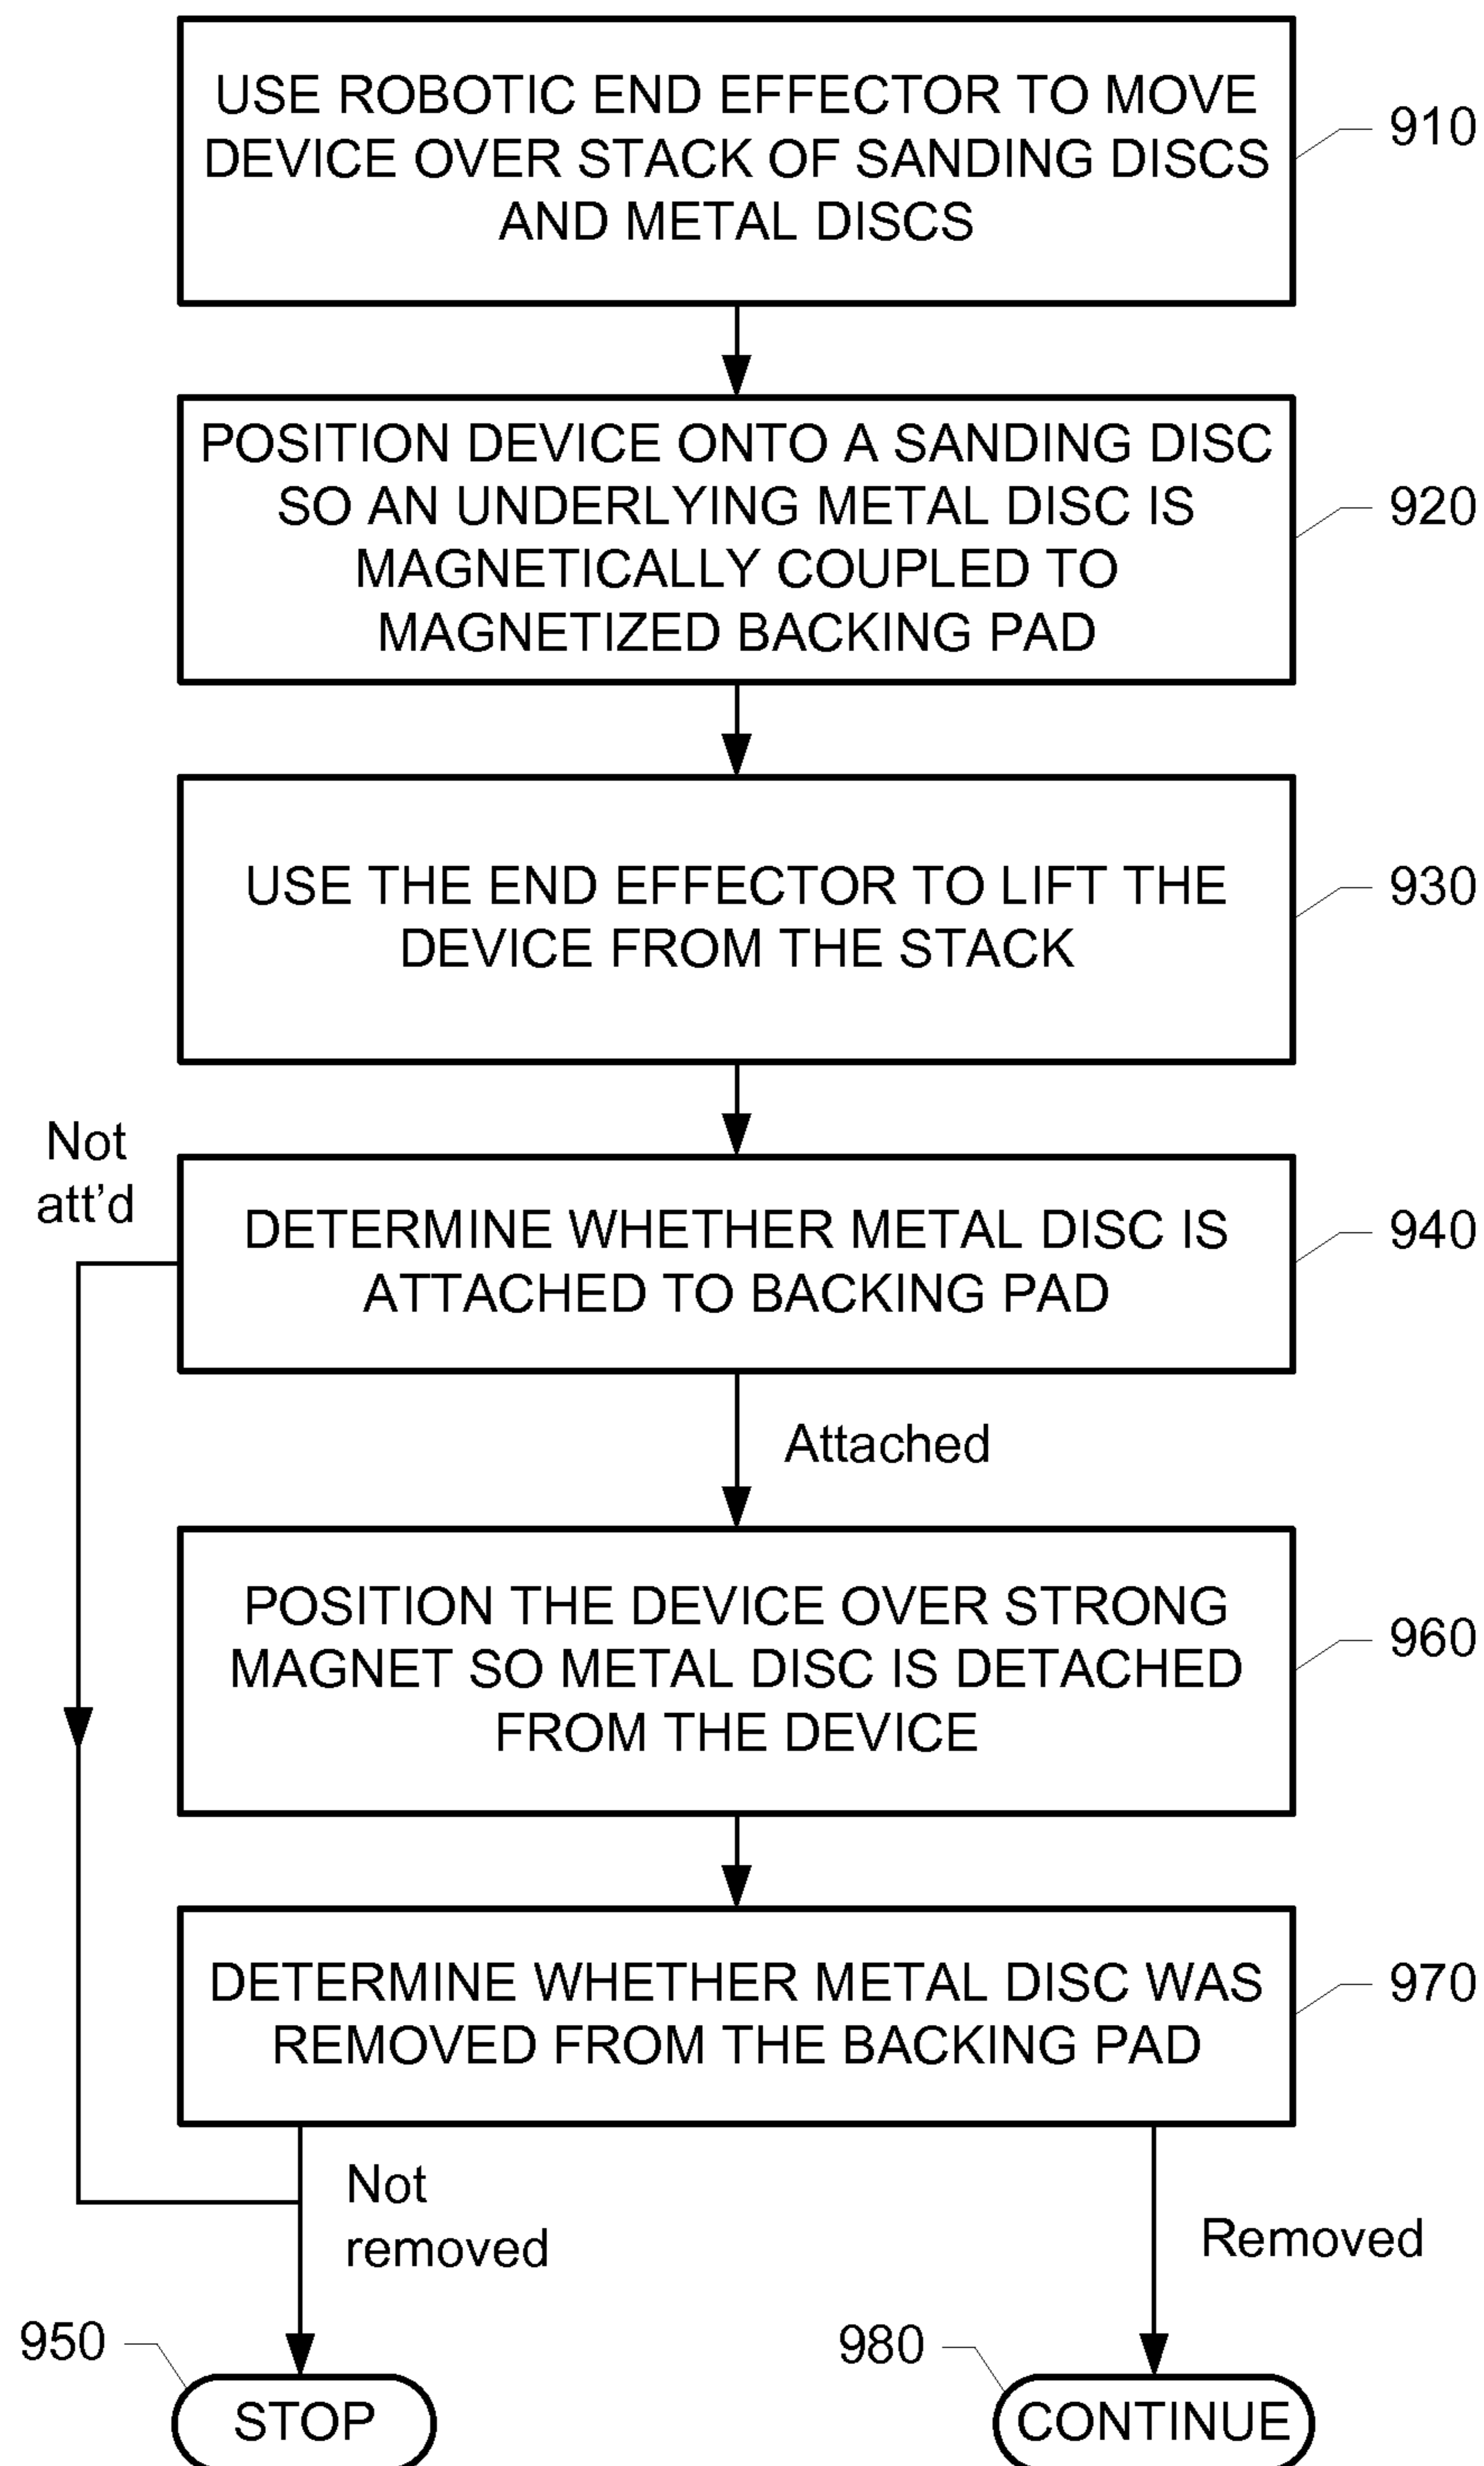 USE ROBOTIC END EFFECTOR TO MOVE
DEVICE OVER STACK OF SANDING DISCS
AND METAL DISCS
910
POSITION DEVICE ONTO A SANDING DISC
SO AN UNDERLYING METAL DISC IS
MAGNETICALLY COUPLED TO
MAGNETIZED BACKING PAD
920
USE THE END EFFECTOR TO LIFT THE
DEVICE FROM THE STACK
930
Not
att'd
DETERMINE WHETHER METAL DISC IS
ATTACHED TO BACKING PAD
940
Attached
POSITION THE DEVICE OVER STRONG
MAGNET SO METAL DISC IS DETACHED
FROM THE DEVICE
960
DETERMINE WHETHER METAL DISC WAS
REMOVED FROM THE BACKING PAD
970
Not
removed
Removed
950
STOP
980
CONTINUE